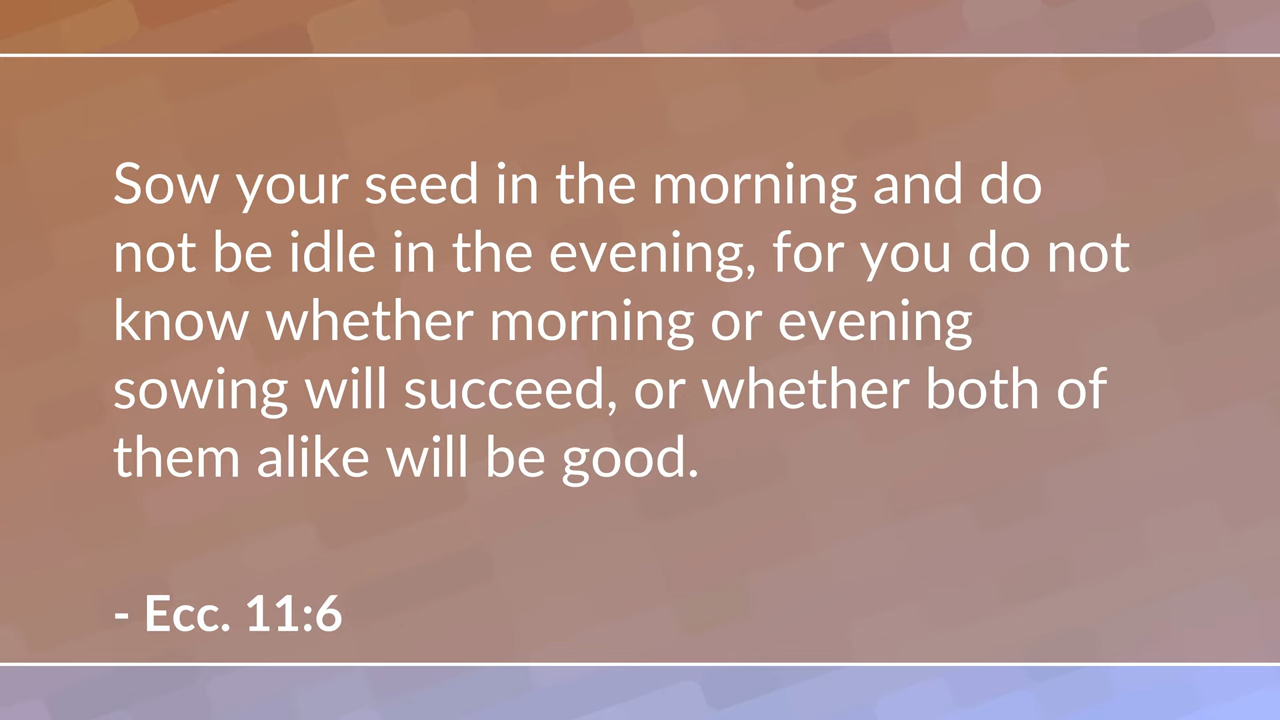 Sow your seed in the morning and do
not be idle in the evening, for you do not
know whether morning or evening
sowing will succeed, or whether both of
them alike will be good.
- Ecc. 11:6